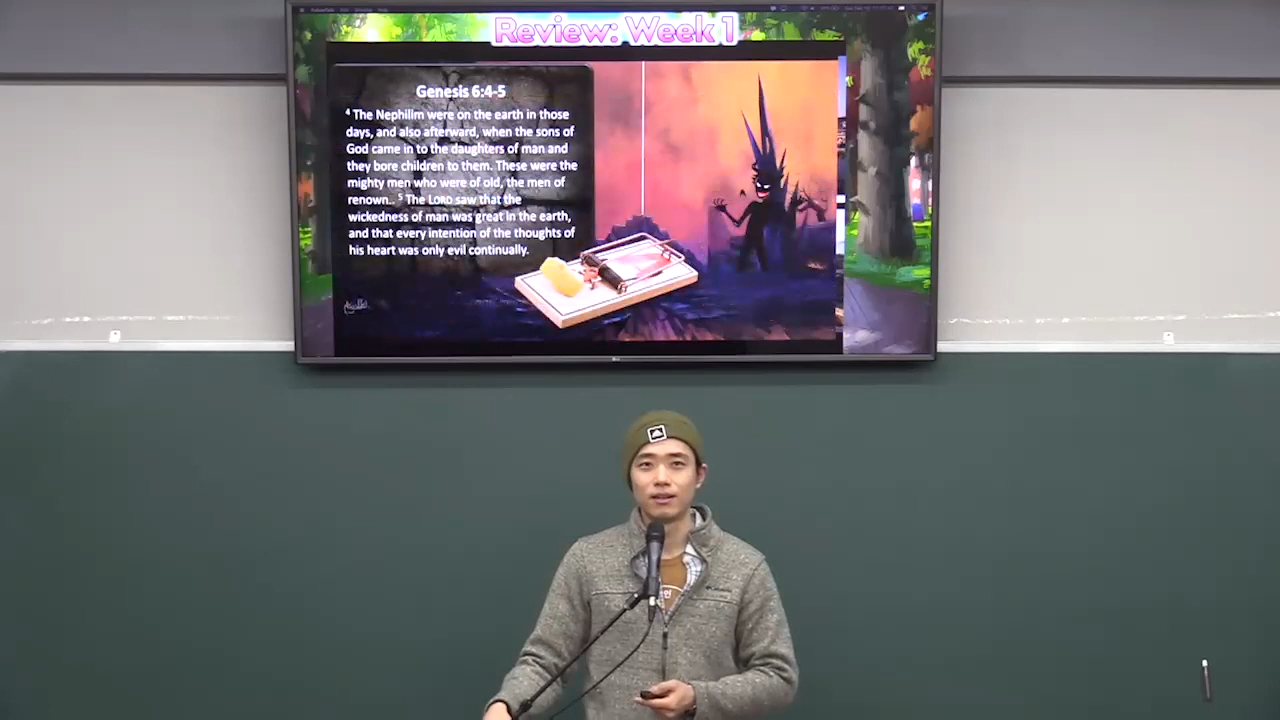 Review: Week 1
Genesis 6:4-5
4 The Nephilim were on the earth in those
days, and also afterward, when the sons of
God came in to the daughters of man and
they bore children to them. These were the
mighty men who were of old, the men of
renown.. 5 The LORD saw that the
wickedness of man was great in the earth,
and that every intention of the thoughts of
his heart was only evil continually.